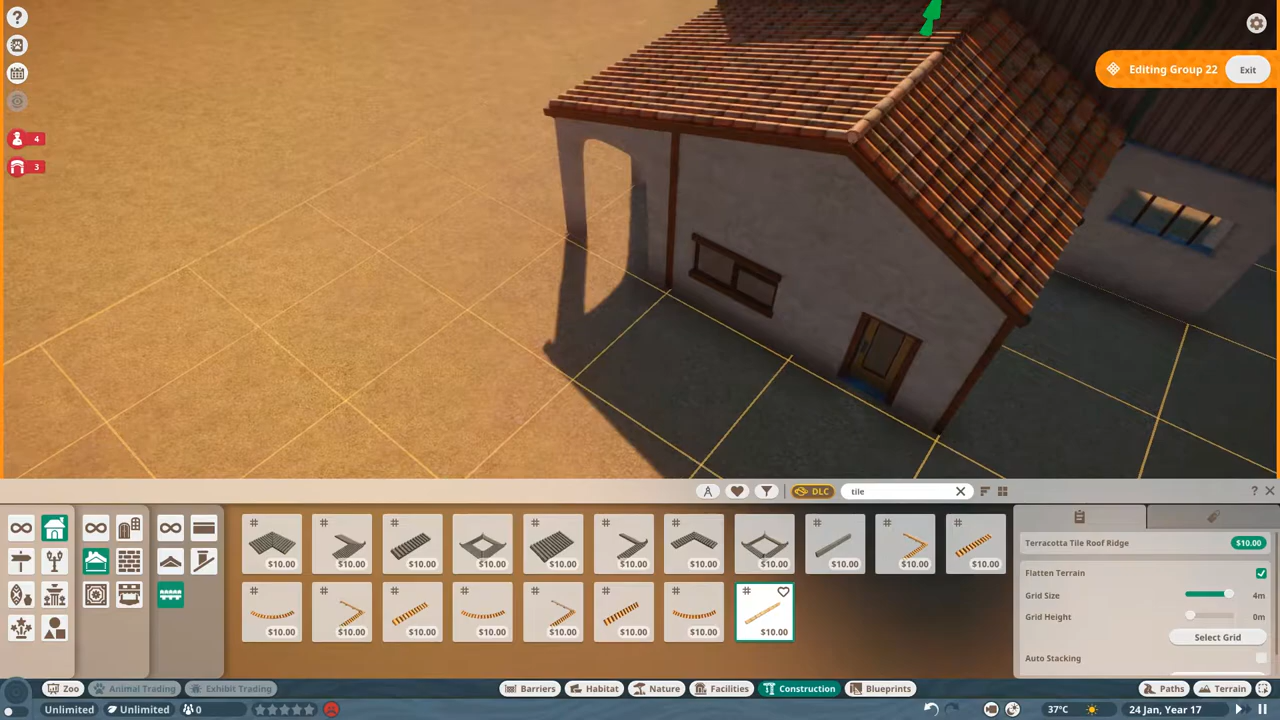 ?
Editing Group 22
Exit
4
3
DLC
tile
?
$10.00
$10.00
$10.00
$10.00
$10.00
$10.00
$10.00
$10.00
$10.00
$10.00
$10.00
Terracotta Tile Roof Ridge
$10.00
Flatten Terrain
Grid Size
4m
Grid Height
0m
Select Grid
Auto Stacking
$10.00
$10.00
$10.00
$10.00
$10.00
$10.00
$10.00
$10.00
Zoo
Animal Trading
Exhibit Trading
Barriers
Habitat
Nature
Facilities
Construction
Blueprints
Paths
Terrain
Unlimited
Unlimited
0
37°C
24 Jan, Year 17